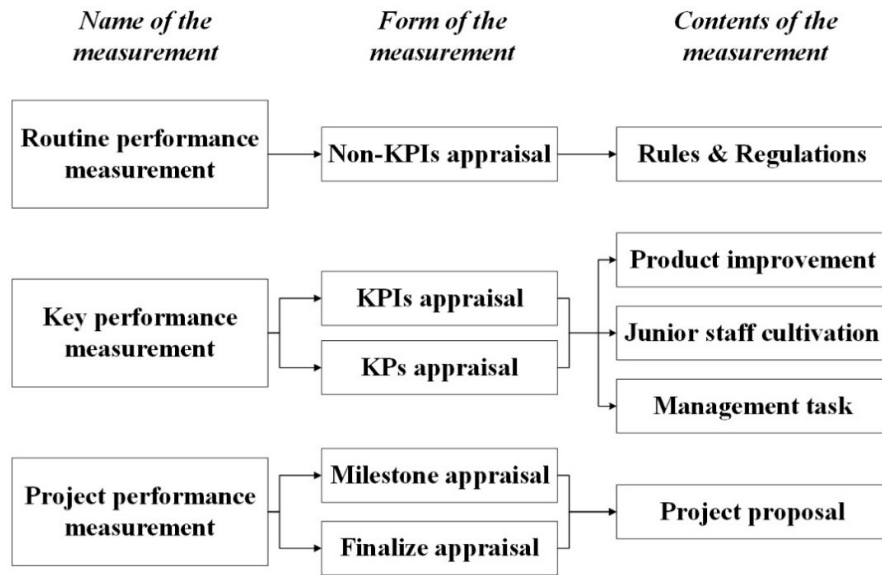 Name of the
measurement
Form of the
measurement
Contents of the
measurement
Routine performance
measurement
Non-KPIs appraisal
Rules & Regulations
Key performance
measurement
KPIs appraisal
KPs appraisal
Product improvement
Junior staff cultivation
Management task
Project performance
measurement
Milestone appraisal
Finalize appraisal
Project proposal